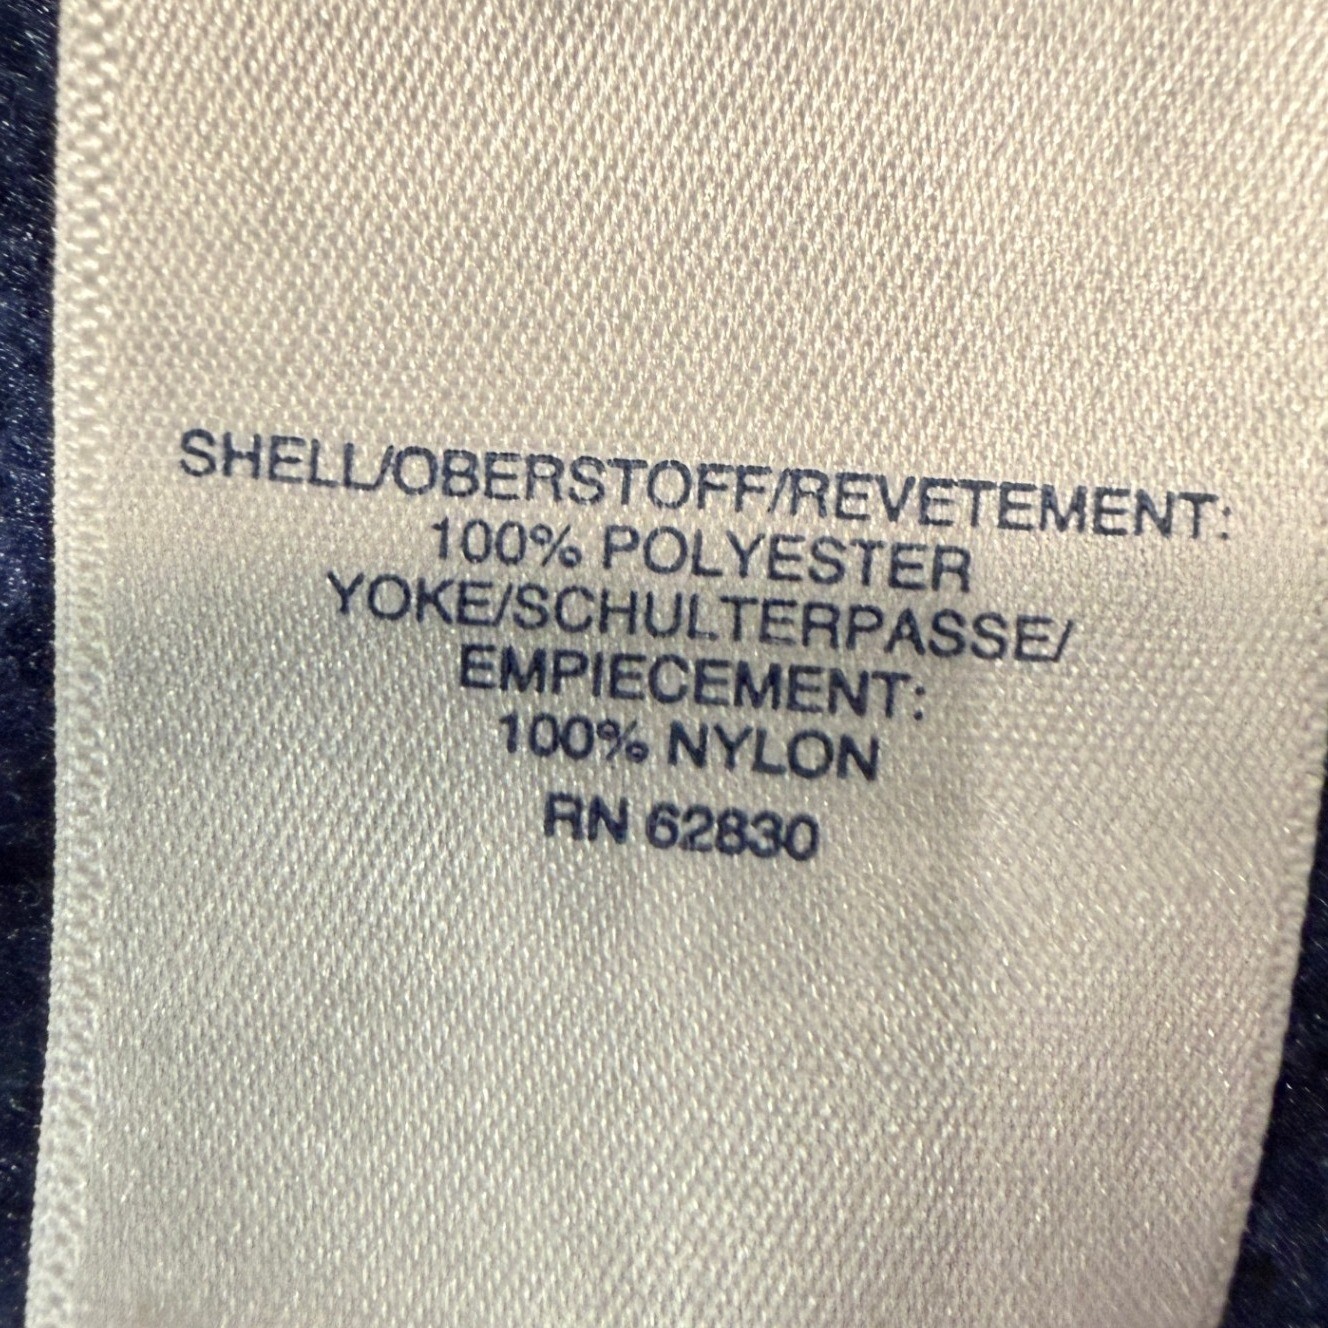 SHELL/OBERSTOFF/REVETEMENT:
100% POLYESTER
YOKE/SCHULTERPASSE/
EMPIECEMENT:
100% NYLON
RN 62830